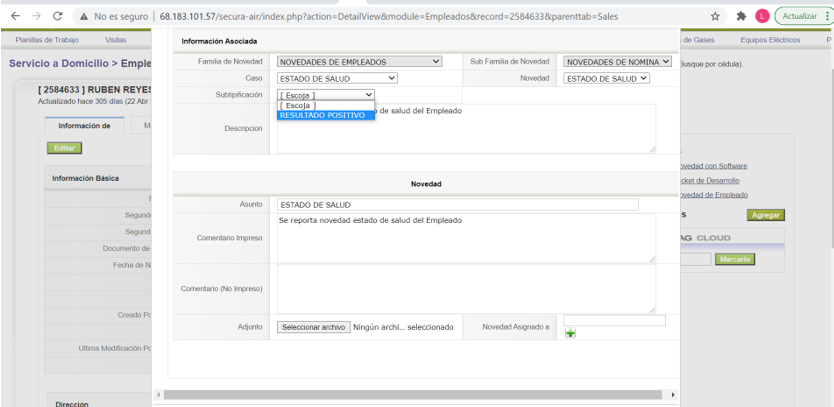 No es seguro | 68.183.101.57/secura-air/index.php?action=DetailView&module=Empleados&record=2584633&parenttab=Sales
L
Actualizar
Planillas de Trabajo Visitas
de Gases Equipos Eléctricos P
Servicio a Domicilio > Emple
Busque por cédula).
[ 2584633 ] RUBEN REYES
Actualizado hace 305 días (22 Abr
Información de M
Editar
Información Básica
Segundo
Segund
Documento de
Fecha de N
Creado Po
Ultima Modificación Po
Dirección
Información Asociada
Familia de Novedad NOVEDADES DE EMPLEADOS Sub Familia de Novedad NOVEDADES DE NOMINA
Caso ESTADO DE SALUD Novedad ESTADO DE SALUD
Subtipificación [ Escoja ]
[ Escoja ]
RESULTADO POSITIVO
Descripcion
de salud del Empleado
Novedad
Asunto ESTADO DE SALUD
Comentario Impreso Se reporta novedad estado de salud del Empleado
Comentario (No Impreso)
Adjunto Seleccionar archivo Ningún archi... seleccionado Novedad Asignado a
ovedad con Software
cket de Desarrollo
ovedad de Empleado
S Agregar
AG CLOUD
Marcarlo